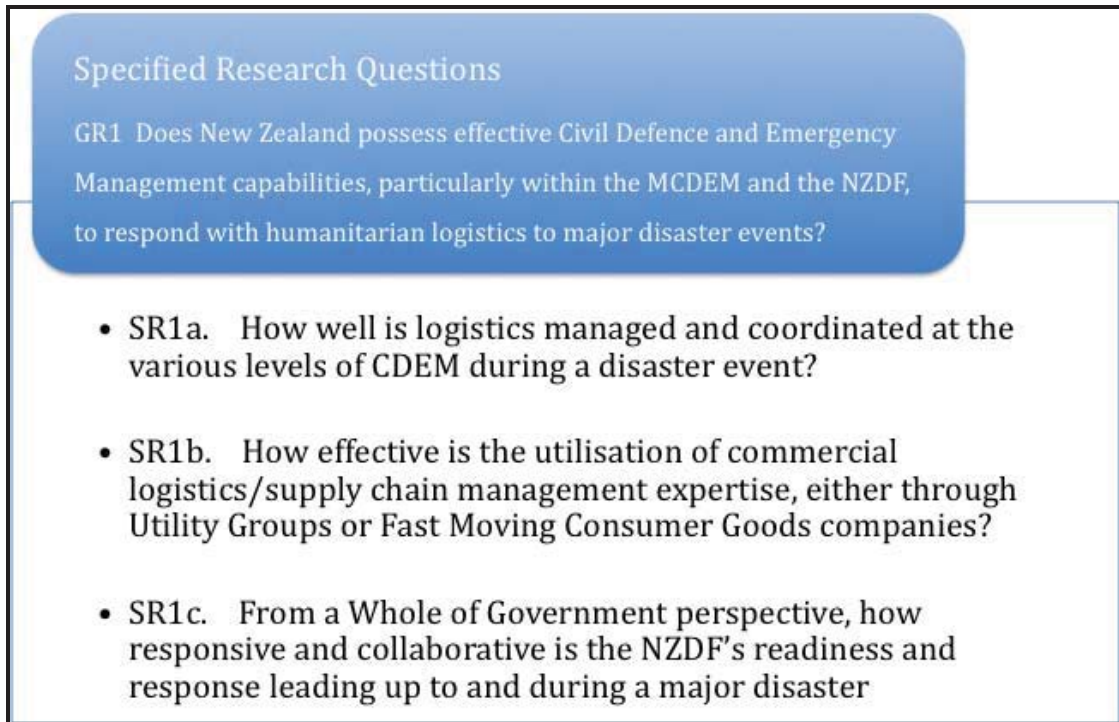 Specified Research Questions
GR1 Does New Zealand possess effective Civil Defence and Emergency
Management capabilities, particularly within the MCDEM and the NZDF,
to respond with humanitarian logistics to major disaster events?
• SR1a. How well is logistics managed and coordinated at the
various levels of CDEM during a disaster event?
• SR1b. How effective is the utilisation of commercial
logistics/supply chain management expertise, either through
Utility Groups or Fast Moving Consumer Goods companies?
• SR1c. From a Whole of Government perspective, how
responsive and collaborative is the NZDF's readiness and
response leading up to and during a major disaster